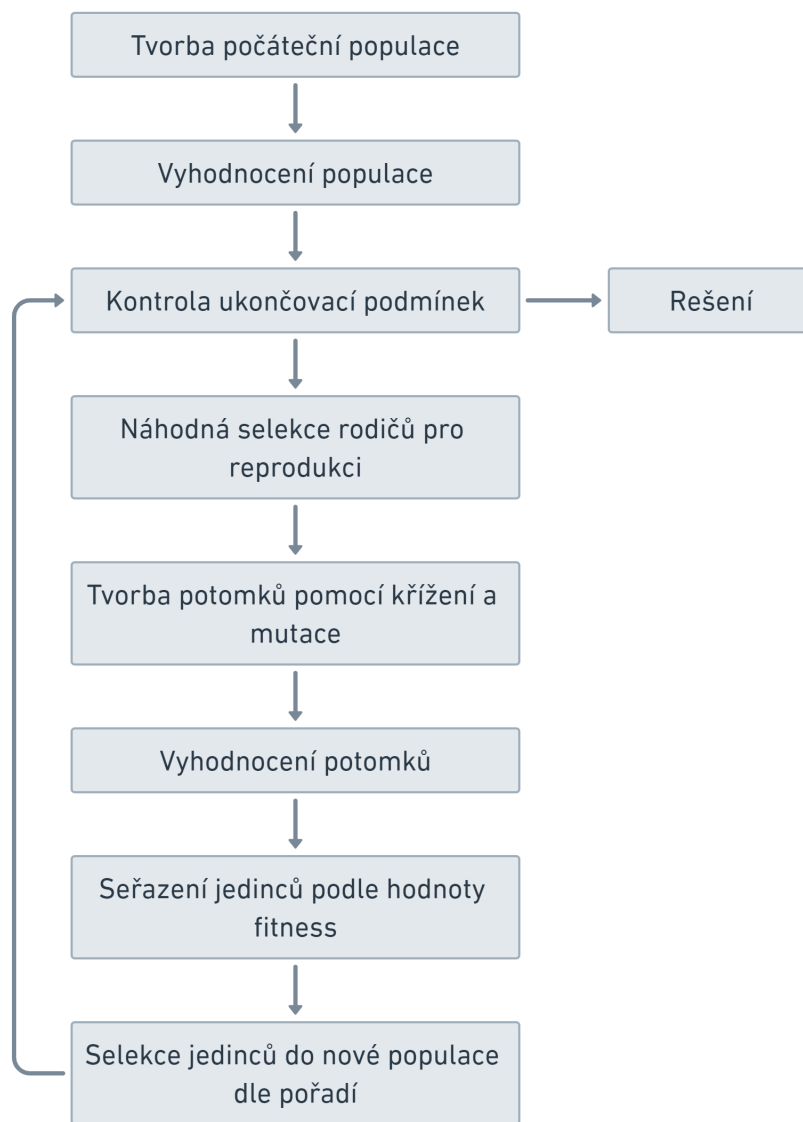 Tvorba počáteční populace
Vyhodnocení populace
Kontrola ukončovací podmínek
Rešení
Náhodná selekce rodičů pro
reprodukci
Tvorba potomků pomocí křížení a
mutace
Vyhodnocení potomků
Seřazení jedinců podle hodnoty
fitness
Selekce jedinců do nové populace
dle pořadí